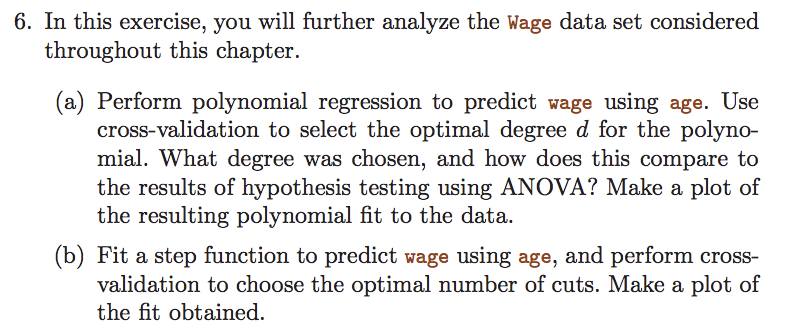 6. In this exercise, you will further analyze the Wage data set considered
throughout this chapter.
(a) Perform polynomial regression to predict wage using age. Use
cross-validation to select the optimal degree d for the polyno-
mial. What degree was chosen, and how does this compare to
the results of hypothesis testing using ANOVA? Make a plot of
the resulting polynomial fit to the data.
(b) Fit a step function to predict wage using age, and perform cross-
validation to choose the optimal number of cuts. Make a plot of
the fit obtained.